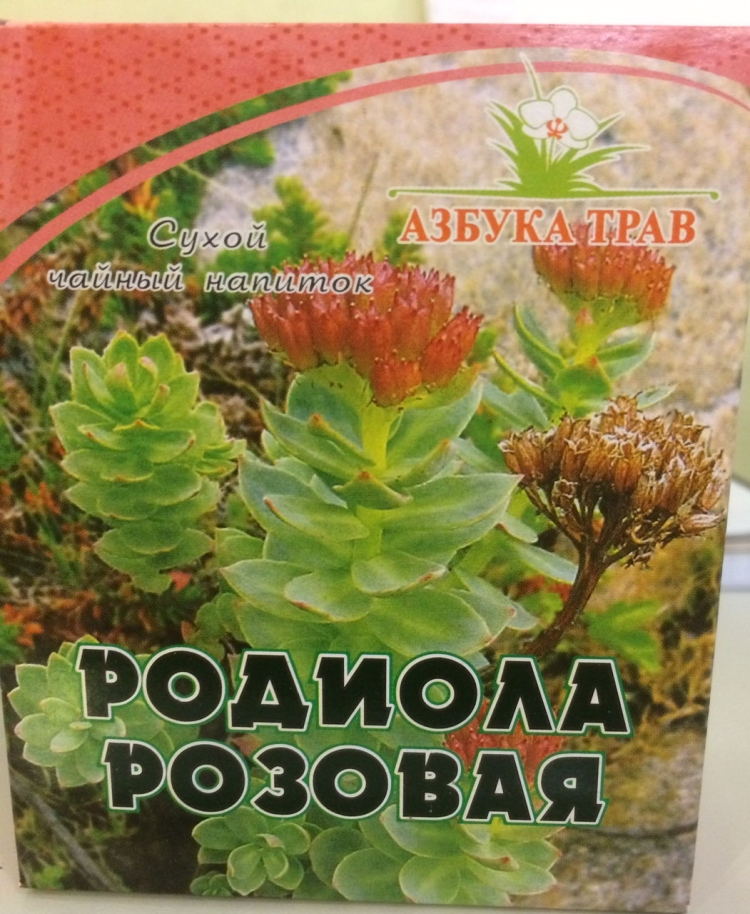 АЗБУКА ТРАВ
Сухой
чайный напиток
РОДИОЛА
РОЗОВАЯ